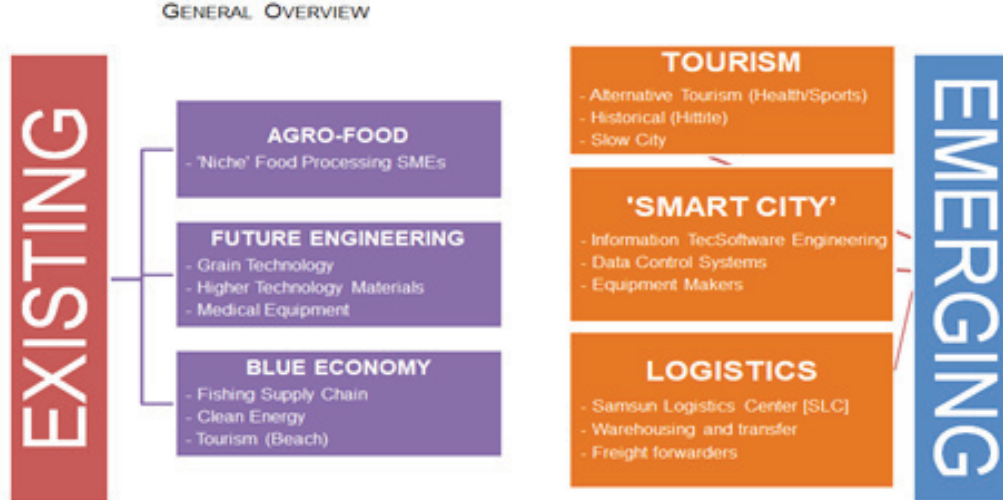 GENERAL OVERVIEW
EXISTING
AGRO-FOOD
- 'Niche' Food Processing SMEs
FUTURE ENGINEERING
- Grain Technology
- Higher Technology Materials
- Medical Equipment
BLUE ECONOMY
- Fishing Supply Chain
- Clean Energy
- Tourism (Beach)
TOURISM
- Alternative Tourism (Health/Sports)
- Historical (Hittite)
- Slow City
'SMART CITY’
- Information TecSoftware Engineering
- Data Control Systems
- Equipment Makers
LOGISTICS
- Samsun Logistics Center [SLC]
- Warehousing and transfer
- Freight forwarders
EMERGING